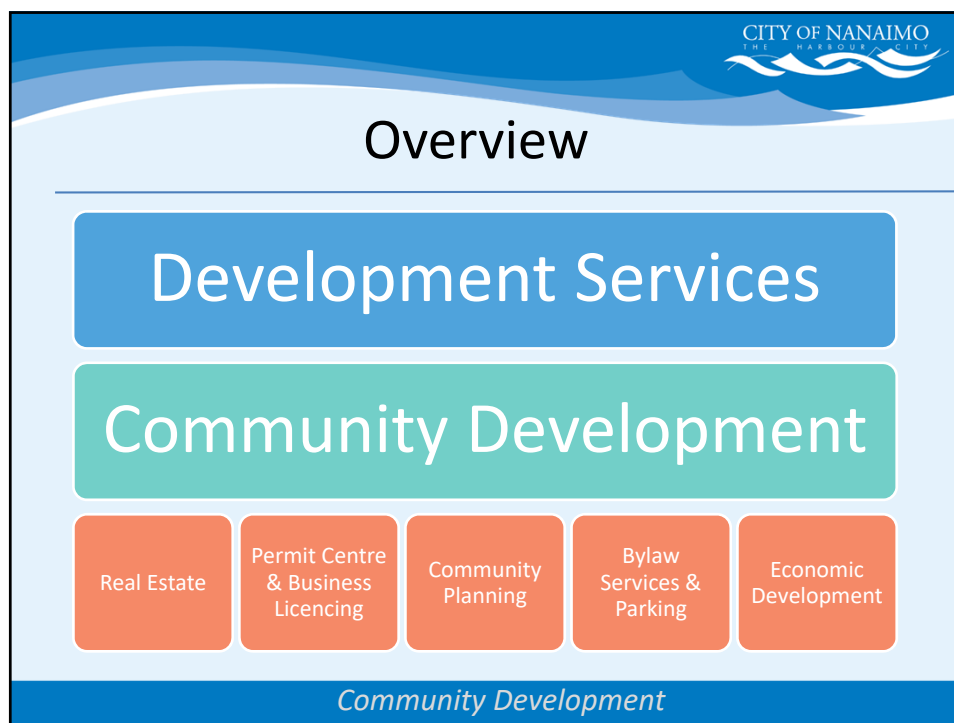 CITY OF NANAIMO
THE HARBOUR CITY
Overview
Development Services
Community Development
Real Estate
Permit Centre
& Business
Licencing
Community
Planning
Bylaw
Services &
Parking
Economic
Development
Community Development